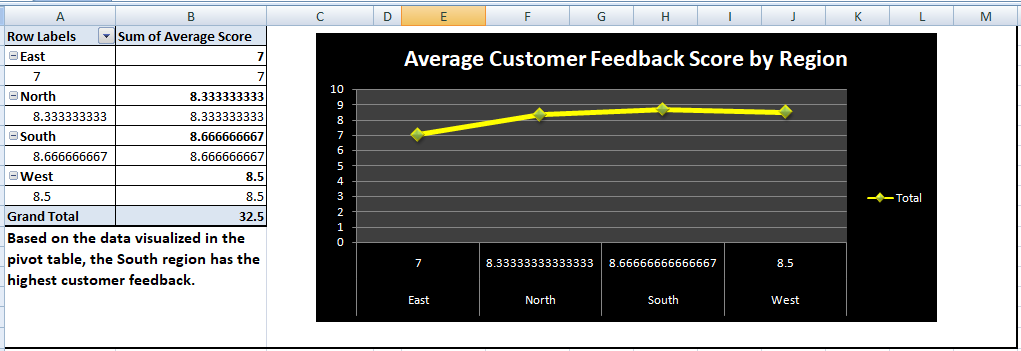 A B C D E F G H I J K L M
Row Labels Sum of Average Score
East 7
7 7
North 8.333333333
8.333333333 8.333333333
South 8.666666667
8.666666667 8.666666667
West 8.5
8.5 8.5
Grand Total 32.5
Based on the data visualized in the
pivot table, the South region has the
highest customer feedback.
Average Customer Feedback Score by Region
10
9
8
7
6
5
4
3
2
1
0
7 8.33333333333333 8.66666666666667 8.5
East North South West
Total